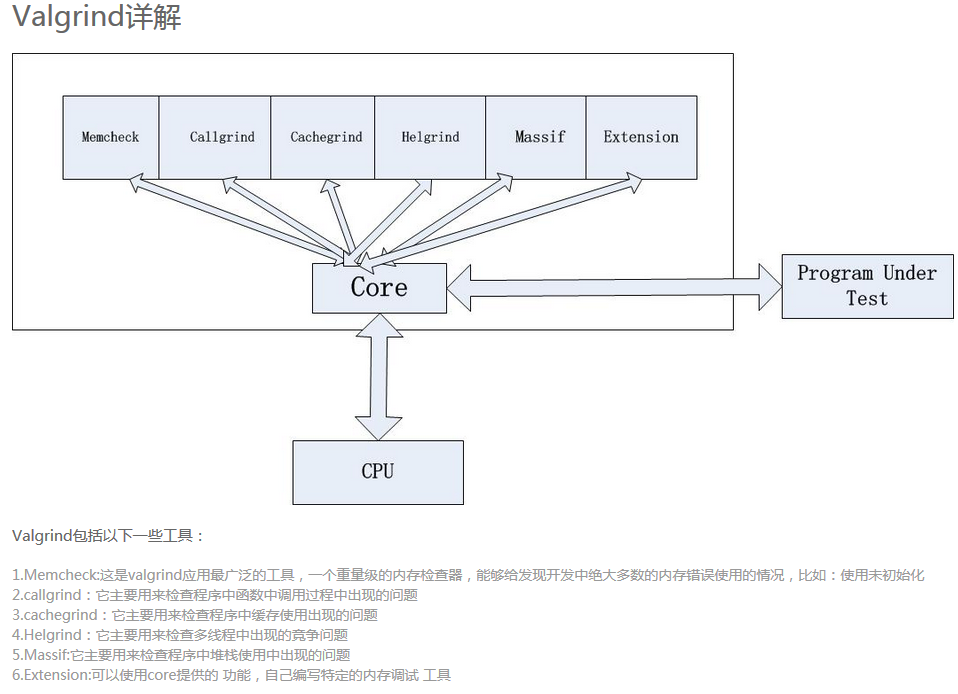 Valgrind详解
Memcheck
Callgrind
Cachegrind
Helgrind
Massif
Extension
Core
Program Under
Test
CPU
Valgrind包括以下一些工具：
1.Memcheck:这是valgrind应用最广泛的工具，一个重量级的内存检查器，能够给发现开发中绝大多数的内存错误使用的情况，比如：使用未初始化
2.callgrind：它主要用来检查程序中函数中调用过程中出现的问题
3.cachegrind：它主要用来检查程序中缓存使用出现的问题
4.Helgrind：它主要用来检查多线程中出现的竞争问题
5.Massif:它主要用来检查程序中堆栈使用中出现的问题
6.Extension:可以使用core提供的 功能，自己编写特定的内存调试 工具